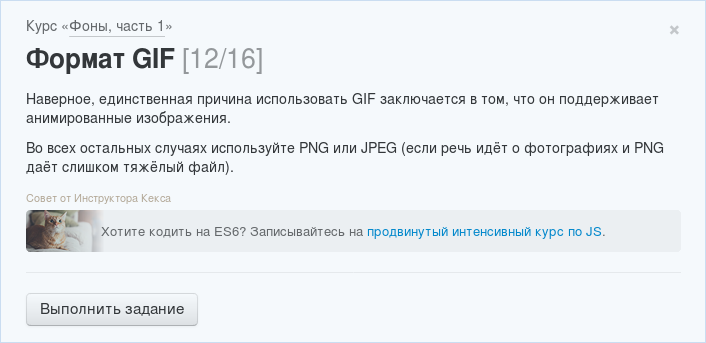 Курс «Фоны, часть 1»
×
Формат GIF [12/16]
Наверное, единственная причина использовать GIF заключается в том, что он поддерживает
анимированные изображения.
Во всех остальных случаях используйте PNG или JPEG (если речь идёт о фотографиях и PNG
даёт слишком тяжёлый файл).
Совет от Инструктора Кекса
Хотите кодить на ES6? Записывайтесь на продвинутый интенсивный курс по JS.
Выполнить задание